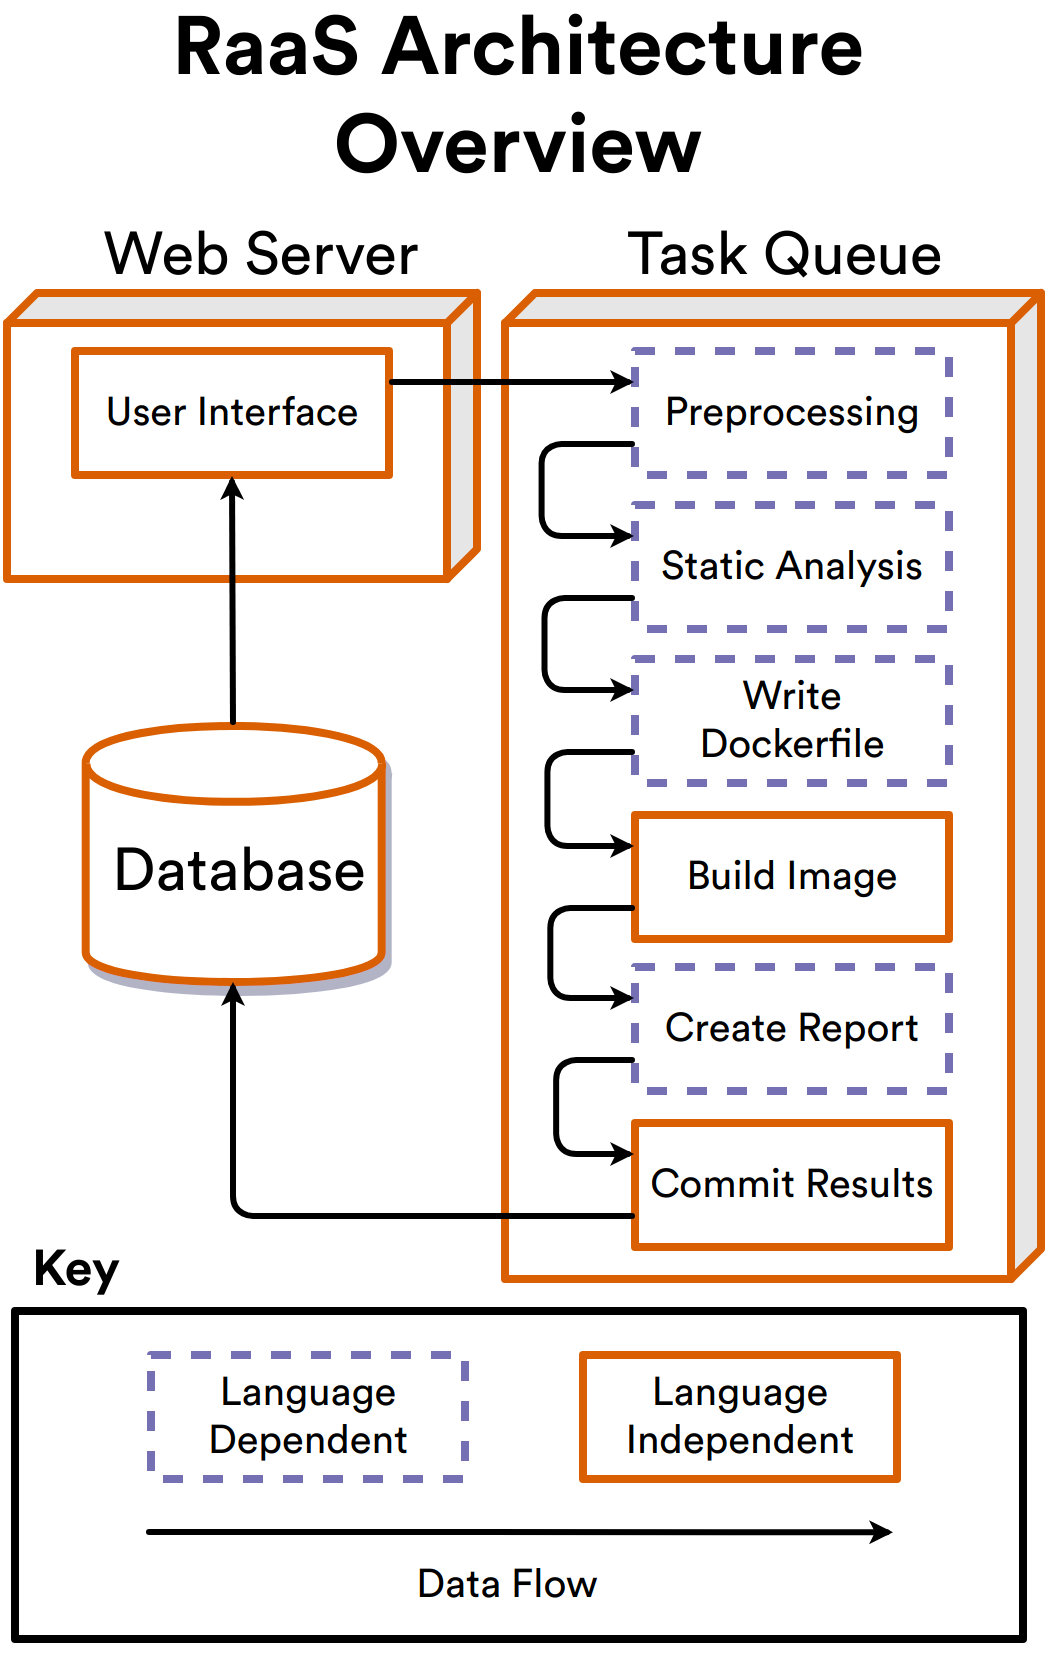 RaaS Architecture
Overview
Web Server
Task Queue
User Interface
Preprocessing
Static Analysis
Write
Dockerfile
Database
Build Image
Create Report
Commit Results
Key
Language
Dependent
Language
Independent
Data Flow